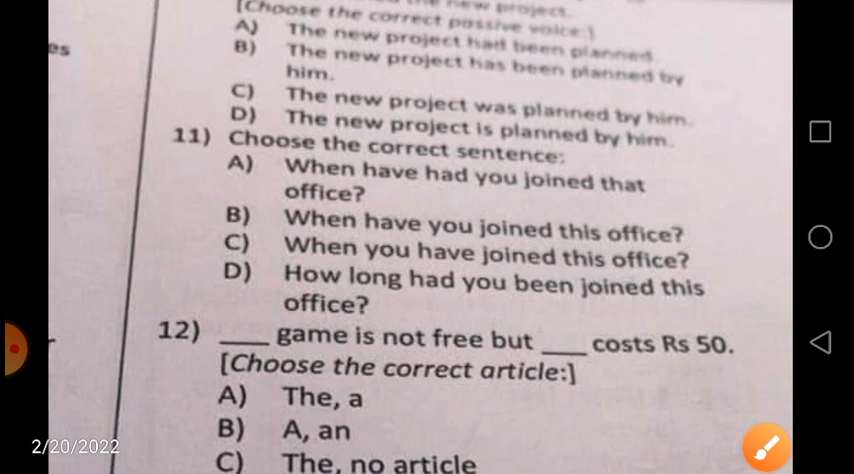 the new project.
[Choose the correct passive voice:]
A) The new project had been planned.
B) The new project has been planned by
him.
C) The new project was planned by him.
D) The new project is planned by him.
es
11) Choose the correct sentence:
A) When have had you joined that
office?
B) When have you joined this office?
C) When you have joined this office?
D) How long had you been joined this
office?
12) ____ game is not free but ____ costs Rs 50.
[Choose the correct article:]
A) The, a
B) A, an
C) The, no article
2/20/2022